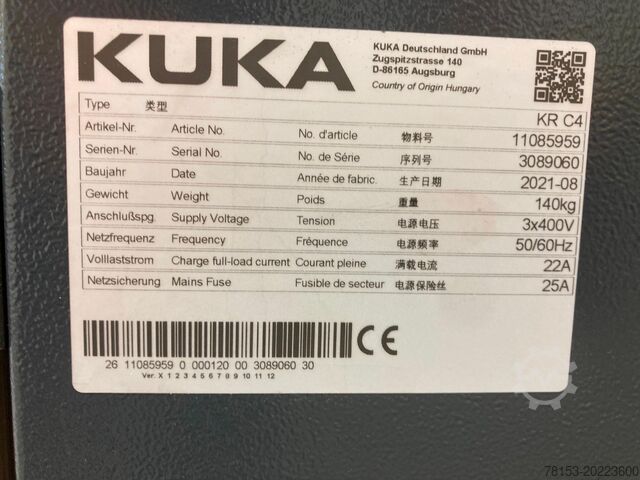 KUKA
KUKA Deutschland GmbH
Zugspitzstrasse 140
D-86165 Augsburg
Country of Origin Hungary
Type 类型 KR C4
Artikel-Nr. Article No. No. d'article 物料号 11085959
Serien-Nr. Serial No. No. de Série 序列号 3089060
Baujahr Date Année de fabric. 生产日期 2021-08
Gewicht Weight Poids 重量 140kg
Anschlußspg. Supply Voltage Tension 电源电压 3x400V
Netzfrequenz Frequency Fréquence 电源频率 50/60Hz
Volllaststrom Charge full-load current Courant pleine 满载电流 22A
Netzsicherung Mains Fuse Fusible de secteur 电源保险丝 25A
CE
26 11085959 0 000120 00 3089060 30
Ver. X 1 2 3 4 5 6 7 8 9 10 11 12
78153-20223600